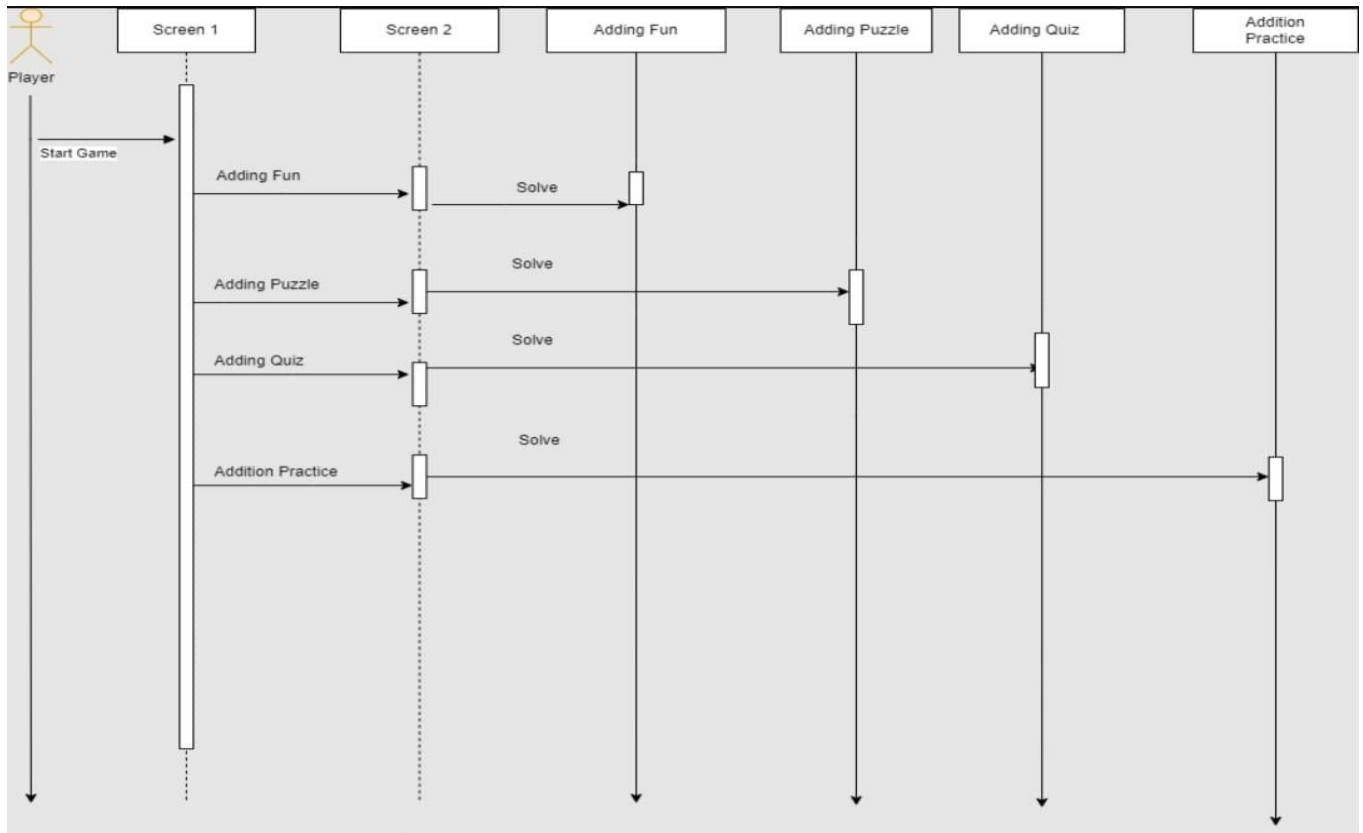 Screen 1
Screen 2
Adding Fun
Adding Puzzle
Adding Quiz
Addition
Practice
Player
Start Game
Adding Fun
Solve
Adding Puzzle
Solve
Adding Quiz
Solve
Addition Practice
Solve